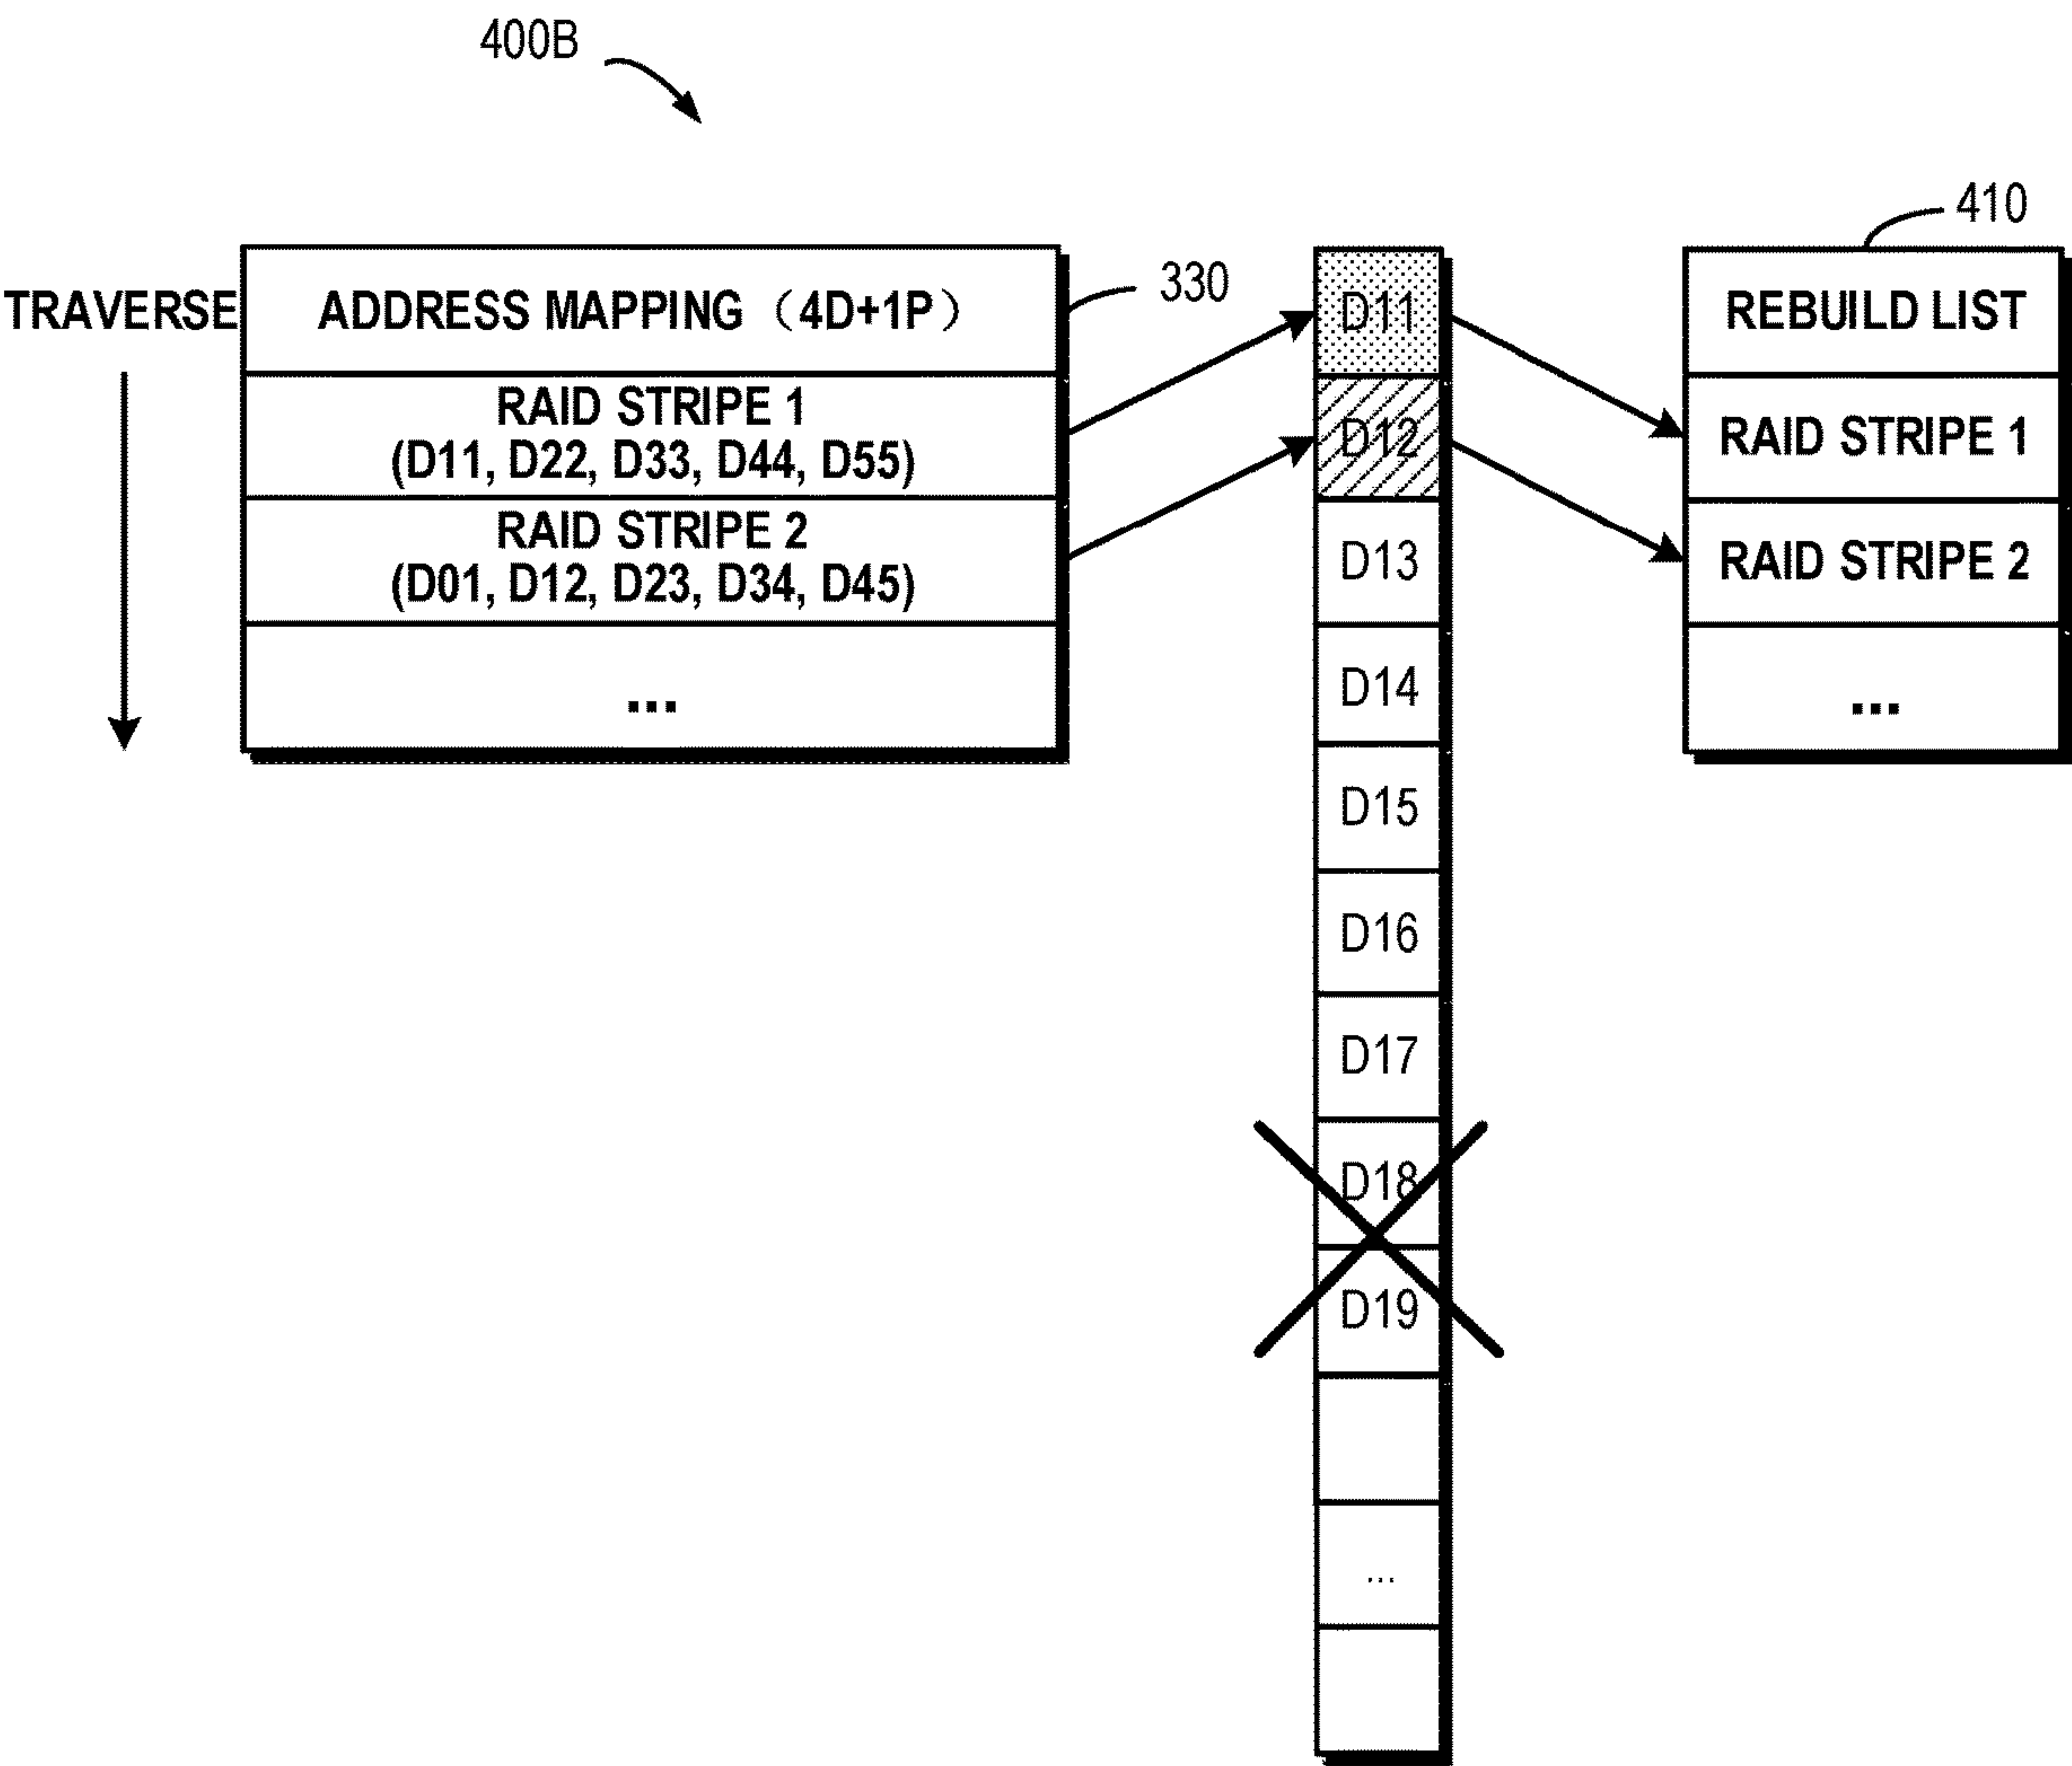 400B
410
330
TRAVERSE
ADDRESS MAPPING（4D+1P）
RAID STRIPE 1
(D11, D22, D33, D44, D55)
RAID STRIPE 2
(D01, D12, D23, D34, D45)
...
D11
D12
D13
D14
D15
D16
D17
D18
D19
...
REBUILD LIST
RAID STRIPE 1
RAID STRIPE 2
...